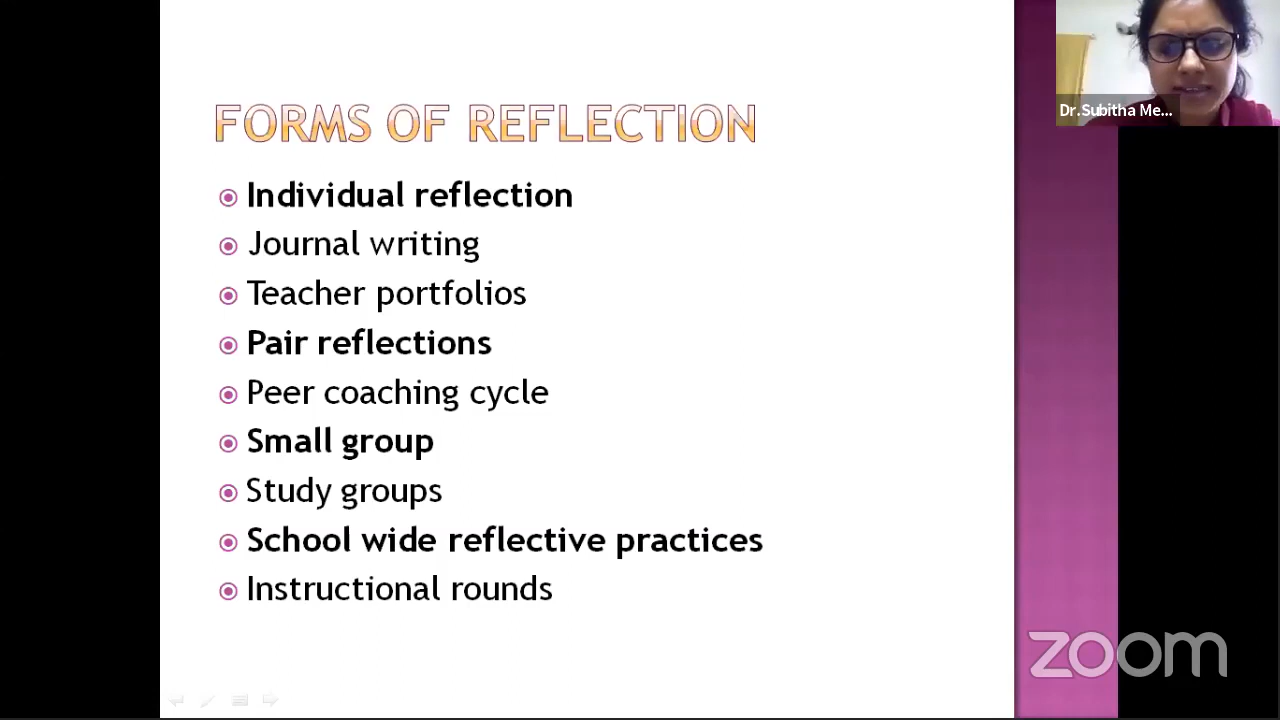 Dr.Subitha Me...
FORMS OF REFLECTION
Individual reflection
Journal writing
Teacher portfolios
Pair reflections
Peer coaching cycle
Small group
Study groups
School wide reflective practices
Instructional rounds
zoom